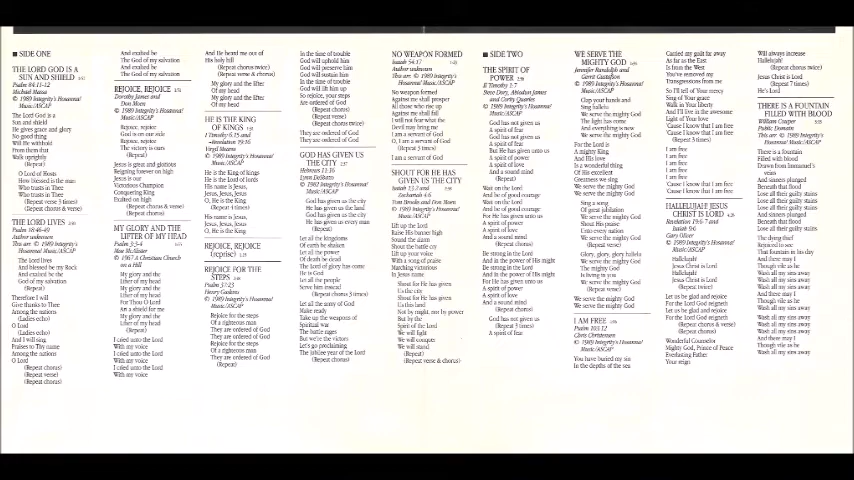 ■ SIDE ONE
THE LORD GOD IS A
SUN AND SHIELD
Psalm 84:11-12
© 1989 Integrity's Hosanna!
Music/ASCAP
The Lord God is a
Sun and shield
He gives grace and glory
No good thing
Will He withhold
From them that
Walk uprightly
(Repeat)
O Lord of Hosts
How blessed is the man
Who trusts in Thee
Who trusts in Thee
(Repeat verse 3 times)
(Repeat chorus & verse)
THE LORD LIVES
Psalm 18:46-49
Author unknown
This arr. © 1989 Integrity's
Hosanna! Music/ASCAP
The Lord lives
And blessed be my Rock
And exalted be the
God of my salvation
(Repeat)
Therefore I will
Give thanks to Thee
Among the nations
(Ladies echo)
O Lord
(Ladies echo)
And I will sing
Praises to Thy name
Among the nations
O Lord
(Repeat chorus)
(Repeat chorus)
(Repeat chorus)
And exalted be
The God of my salvation
And exalted be
The God of my salvation
REJOICE, REJOICE
Dorothy James and
Don Moen
© 1989 Integrity's Hosanna!
Music/ASCAP
Rejoice, rejoice
God is on our side
Rejoice, rejoice
The victory is ours
(Repeat)
Jesus is great and glorious
Reigning forever on high
Jesus is our
Victorious Champion
Conquering King
Exalted on high
(Repeat chorus & verse)
(Repeat chorus)
MY GLORY AND THE
LIFTER OF MY HEAD
Psalm 3:3-4
Mae McAlister
© 1967 A Christian Church
on a Hill
My glory and the
Lifter of my head
My glory and the
Lifter of my head
For Thou O Lord
Art a shield for me
My glory and the
Lifter of my head
(Repeat)
I cried unto the Lord
With my voice
I cried unto the Lord
With my voice
I cried unto the Lord
With my voice
And He heard me out of
His holy hill
(Repeat chorus twice)
(Repeat verse & chorus)
My glory and the lifter
Of my head
My glory and the lifter
Of my head
HE IS THE KING
OF KINGS
I Timothy 6:15 and
Revelation 19:16
Virgil Meares
© 1989 Integrity's Hosanna!
Music/ASCAP
He is the King of kings
He is the Lord of lords
His name is Jesus,
Jesus, Jesus, Jesus
O, He is the King
(Repeat 4 times)
His name is Jesus,
Jesus, Jesus, Jesus
O, He is the King
REJOICE, REJOICE
(reprise)
REJOICE FOR THE
STEPS
Psalm 37:23
Henry Gaskins
© 1989 Integrity's Hosanna!
Music/ASCAP
Rejoice for the steps
Of a righteous man
They are ordered of God
Rejoice for the steps
Of a righteous man
They are ordered of God
(Repeat)
In the time of trouble
God will uphold him
God will preserve him
God will sustain him
In the time of trouble
God will lift him up
So rejoice, your steps
Are ordered of God
(Repeat chorus)
(Repeat verse)
(Repeat chorus twice)
They are ordered of God
They are ordered of God
GOD HAS GIVEN US
THE CITY
Hebrews 11:16
Lynn DeShazo
© 1982 Integrity's Hosanna!
Music/ASCAP
God has given us the city
God has given us the land
God has given us the city
He has given us every man
(Repeat)
Let all the kingdoms
Of earth be shaken
Let all the power
Of death be dead
The Lord of glory has come
He is God
Let all the people
Serve Him instead
(Repeat chorus 3 times)
Let all the army of God
Make ready
Take up the weapons of
Spiritual war
The battle rages
But we're the victors
Let's go proclaiming
The jubilee year of the Lord
(Repeat chorus)
NO WEAPON FORMED
Isaiah 54:17
Author unknown
This arr. © 1989 Integrity's
Hosanna! Music/ASCAP
No weapon formed
Against me shall prosper
All those who rise up
Against me shall fall
I will not fear what the
Devil may bring me
I am a servant of God
O, I am a servant of God
(Repeat 5 times)
I am a servant of God
SHOUT FOR HE HAS
GIVEN US THE CITY
Zechariah 4:6
Tom Brooks and Don Moen
© 1989 Integrity's Hosanna!
Music/ASCAP
Lift up the Lord
Raise His banner high
Sound the alarm
Shout the battle cry
Lift up your voice
With a song of praise
Marching victorious
In Jesus name
Shout for He has given
Us the city
Shout for He has given
Us this land
Not by might, nor by power
But by the
Spirit of the Lord
We will fight
We will conquer
We will stand
(Repeat)
(Repeat verse & chorus)
■ SIDE TWO
THE SPIRIT OF
POWER
II Timothy 1:7
© 1989 Integrity's Hosanna!
Music/ASCAP
God has not given us
A spirit of fear
God has not given us
A spirit of fear
But He has given us
A spirit of power
A spirit of love
And a sound mind
(Repeat)
Wait on the Lord
And be of good courage
Wait on the Lord
And be of good courage
For He has given unto us
A spirit of power
A spirit of love
And a sound mind
(Repeat chorus)
Be strong in the Lord
And in the power of His might
Be strong in the Lord
And in the power of His might
For He has given unto us
A spirit of power
A spirit of love
And a sound mind
(Repeat chorus)
God has not given us
(Repeat 3 times)
A spirit of fear
WE SERVE THE
MIGHTY GOD
Jennifer Randolph and
Gerrit Gustafson
© 1989 Integrity's Hosanna!
Music/ASCAP
Clap your hands and
Sing hallelu
We serve the mighty God
The light has come
And everything is new
We serve the mighty God
For the Lord is
A mighty King
And His love
Is a wonderful thing
Of His excellent
Greatness we sing
We serve the mighty God
We serve the mighty God
Sing a song
Of great jubilation
We serve the mighty God
Shout His praise
Unto every nation
We serve the mighty God
(Repeat verse)
Glory, glory, glory hallelu
We serve the mighty God
The mighty God
Is living in you
We serve the mighty God
(Repeat verse)
We serve the mighty God
We serve the mighty God
I AM FREE
Psalm 103:12
Chris Christensen
© 1989 Integrity's Hosanna!
Music/ASCAP
You have buried my sin
In the depths of the sea
Carried my guilt far away
As far as the East
Is from the West
You've removed my
Transgressions from me
So I'll tell of Your mercy
Sing of Your grace
Walk in Your liberty
And I'll live in the awesome
Light of Your love
'Cause I know that I am free
'Cause I know that I am free
(Repeat 3 times)
I am free
I am free
I am free
I am free
I am free
'Cause I know that I am free
'Cause I know that I am free
HALLELUJAH! JESUS
CHRIST IS LORD
Revelation 19:6-7 and
Isaiah 9:6
Gary Oliver
© 1989 Integrity's Hosanna!
Music/ASCAP
Hallelujah!
Jesus Christ is Lord
Hallelujah!
Jesus Christ is Lord
(Repeat twice)
Let us be glad and rejoice
For the Lord God reigneth
Let us be glad and rejoice
For the Lord God reigneth
(Repeat chorus & verse)
(Repeat chorus)
Wonderful Counselor
Mighty God, Prince of Peace
Everlasting Father
Your reign
Will always increase
Hallelujah!
(Repeat chorus twice)
Jesus Christ is Lord
(Repeat 7 times)
He's Lord
THERE IS A FOUNTAIN
FILLED WITH BLOOD
William Cowper
Public Domain
This arr. © 1989 Integrity's
Hosanna! Music/ASCAP
There is a fountain
Filled with blood
Drawn from Immanuel's
veins
And sinners plunged
Beneath that flood
Lose all their guilty stains
Lose all their guilty stains
Lose all their guilty stains
And sinners plunged
Beneath that flood
Lose all their guilty stains
The dying thief
Rejoiced to see
That fountain in his day
And there may I
Though vile as he
Wash all my sins away
Wash all my sins away
Wash all my sins away
And there may I
Though vile as he
Wash all my sins away
Wash all my sins away
Wash all my sins away
And there may I
Though vile as he
Wash all my sins away